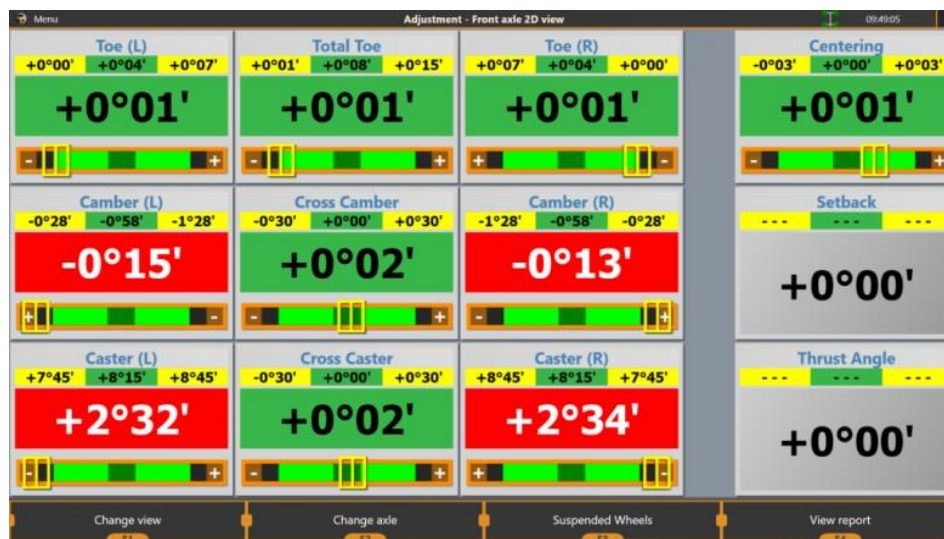 Menu
Adjustment - Front axle 2D view
09:49:05
Toe (L)
+0°00' +0°04' +0°07'
+0°01'
- +
Total Toe
+0°01' +0°08' +0°15'
+0°01'
- +
Toe (R)
+0°07' +0°04' +0°00'
+0°01'
+ -
Centering
-0°03' +0°00' +0°03'
+0°01'
- +
Camber (L)
-0°28' -0°58' -1°28'
-0°15'
+ -
Cross Camber
-0°30' +0°00' +0°30'
+0°02'
- +
Camber (R)
-1°28' -0°58' -0°28'
-0°13'
- +
Setback
--- --- ---
+0°00'
Caster (L)
+7°45' +8°15' +8°45'
+2°32'
- +
Cross Caster
-0°30' +0°00' +0°30'
+0°02'
- +
Caster (R)
+8°45' +8°15' +7°45'
+2°34'
+ -
Thrust Angle
--- --- ---
+0°00'
Change view
Change axle
Suspended Wheels
View report
F1
F2
F3
F4